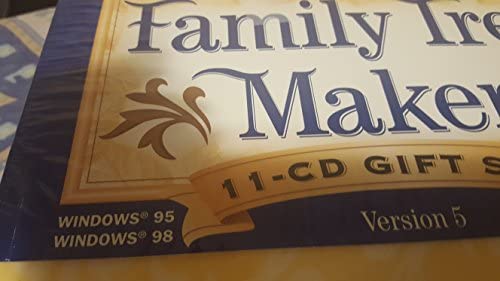 Family Tre
Maker
11-CD GIFT S
WINDOWS® 95
WINDOWS® 98
Version 5